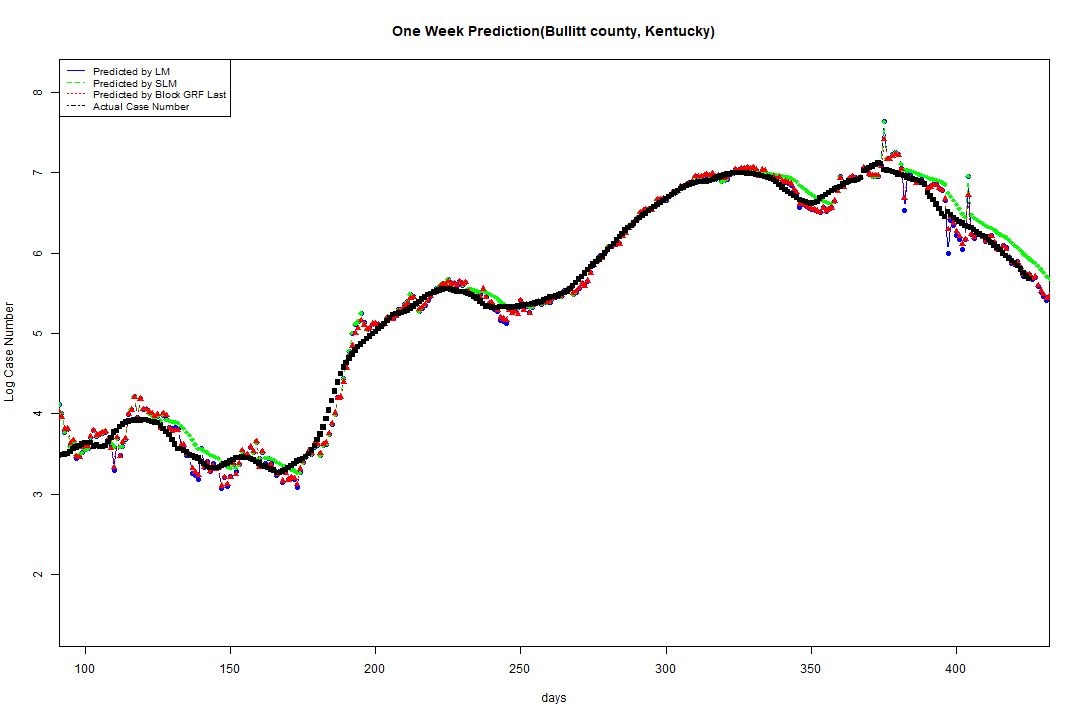 One Week Prediction(Bullitt county, Kentucky)
Predicted by LM
Predicted by SLM
Predicted by Block GRF Last
Actual Case Number
8
7
6
5
4
3
2
Log Case Number
100 150 200 250 300 350 400
days